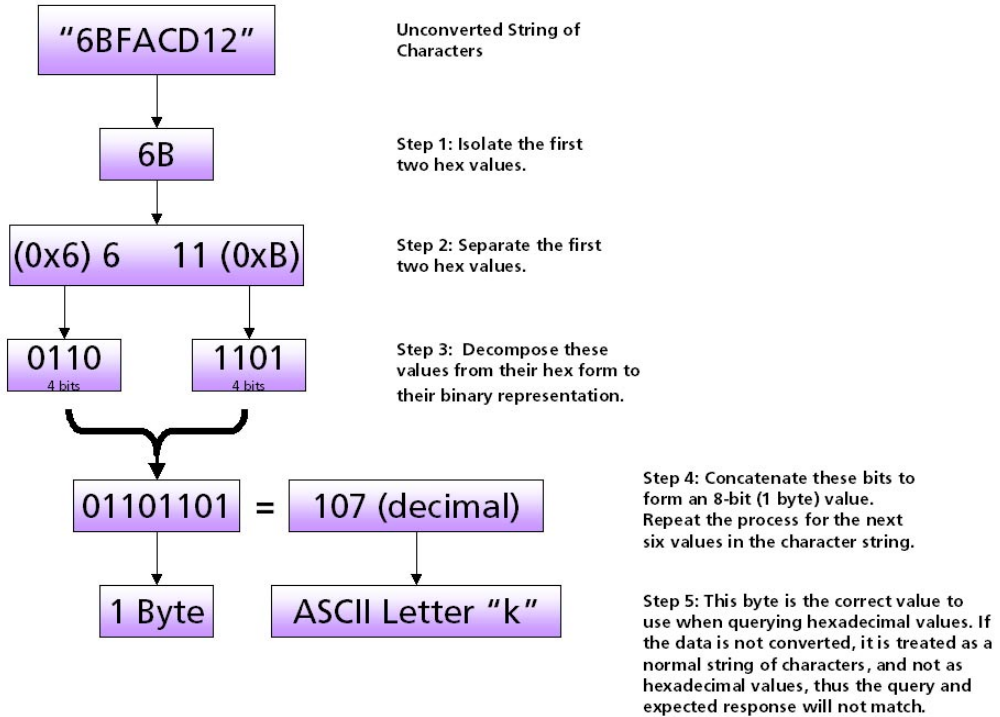 “6BFACD12”
Unconverted String of
Characters
6B
Step 1: Isolate the first
two hex values.
(0x6) 6 11 (0xB)
Step 2: Separate the first
two hex values.
0110
4 bits
1101
4 bits
Step 3: Decompose these
values from their hex form to
their binary representation.
01101101 = 107 (decimal)
Step 4: Concatenate these bits to
form an 8-bit (1 byte) value.
Repeat the process for the next
six values in the character string.
1 Byte
ASCII Letter “k”
Step 5: This byte is the correct value to
use when querying hexadecimal values. If
the data is not converted, it is treated as a
normal string of characters, and not as
hexadecimal values, thus the query and
expected response will not match.